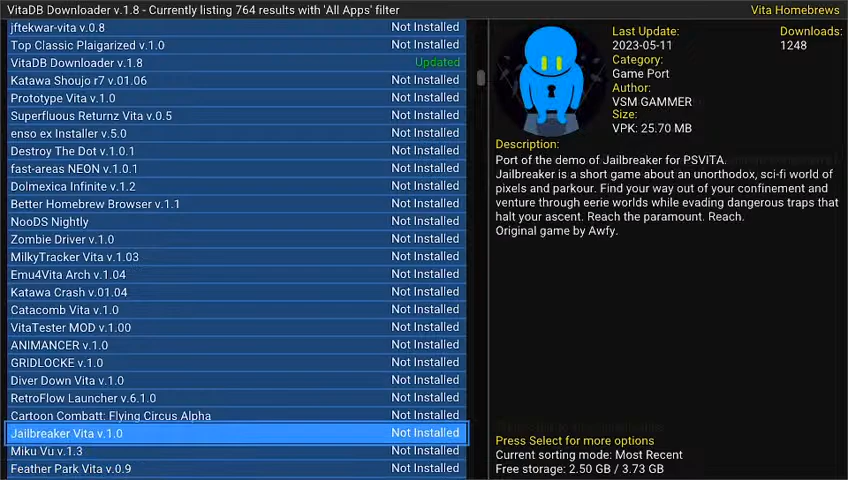 VitaDB Downloader v.1.8 - Currently listing 764 results with 'All Apps' filter
Vita Homebrews
jftekwar-vita v.0.8 Not Installed
Top Classic Plaigarized v.1.0 Not Installed
VitaDB Downloader v.1.8 Updated
Katawa Shoujo r7 v.01.06 Not Installed
Prototype Vita v.1.0 Not Installed
Superfluous Returnz Vita v.0.5 Not Installed
enso ex Installer v.5.0 Not Installed
Destroy The Dot v.1.0.1 Not Installed
fast-areas NEON v.1.0.1 Not Installed
Dolmexica Infinite v.1.2 Not Installed
Better Homebrew Browser v.1.1 Not Installed
NooDS Nightly Not Installed
Zombie Driver v.1.0 Not Installed
MilkyTracker Vita v.1.03 Not Installed
Emu4Vita Arch v.1.04 Not Installed
Katawa Crash v.01.04 Not Installed
Catacomb Vita v.1.0 Not Installed
VitaTester MOD v.1.00 Not Installed
ANIMANCER v.1.0 Not Installed
GRIDLOCKE v.1.0 Not Installed
Diver Down Vita v.1.0 Not Installed
RetroFlow Launcher v.6.1.0 Not Installed
Cartoon Combatt: Flying Circus Alpha Not Installed
Jailbreaker Vita v.1.0 Not Installed
Miku Vu v.1.3 Not Installed
Feather Park Vita v.0.9 Not Installed
Last Update: Downloads:
2023-05-11 1248
Category:
Game Port
Author:
VSM GAMMER
Size:
VPK: 25.70 MB
Description:
Port of the demo of Jailbreaker for PSVITA.
Jailbreaker is a short game about an unorthodox, sci-fi world of
pixels and parkour. Find your way out of your confinement and
venture through eerie worlds while evading dangerous traps that
halt your ascent. Reach the paramount. Reach.
Original game by Awfy.
Press Select for more options
Current sorting mode: Most Recent
Free storage: 2.50 GB / 3.73 GB